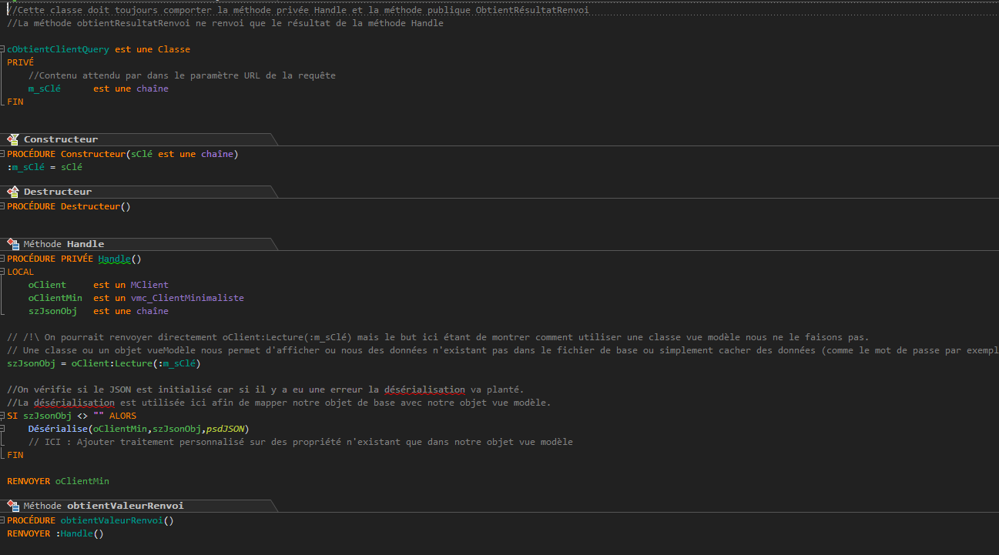 //Cette classe doit toujours comporter la méthode privée Handle et la méthode publique ObtientRésultatRenvoi
//La méthode obtientResultatRenvoi ne renvoi que le résultat de la méthode Handle
cObtientClientQuery est une Classe
PRIVÉ
//Contenu attendu par dans le paramètre URL de la requête
m_sClé est une chaîne
FIN
Constructeur
PROCÉDURE Constructeur(sClé est une chaîne)
:m_sClé = sClé
Destructeur
PROCÉDURE Destructeur()
Méthode Handle
PROCÉDURE PRIVÉE Handle()
LOCAL
oClient est un MClient
oClientMin est un vmc_ClientMinimaliste
szJsonObj est une chaîne
// /!\ On pourrait renvoyer directement oClient:Lecture(:m_sClé) mais le but ici étant de montrer comment utiliser une classe vue modèle nous ne le faisons pas.
// Une classe ou un objet vueModèle nous permet d'afficher ou nous des données n'existant pas dans le fichier de base ou simplement cacher des données (comme le mot de passe par exempl
szJsonObj = oClient:Lecture(:m_sClé)
//On vérifie si le JSON est initialisé car si il y a eu une erreur la désérialisation va planté.
//La désérialisation est utilisée ici afin de mapper notre objet de base avec notre objet vue modèle.
SI szJsonObj <> "" ALORS
Désérialise(oClientMin,szJsonObj,psdJSON)
// ICI : Ajouter traitement personnalisé sur des propriété n'existant que dans notre objet vue modèle
FIN
RENVOYER oClientMin
Méthode obtientValeurRenvoi
PROCÉDURE obtientValeurRenvoi()
RENVOYER :Handle()